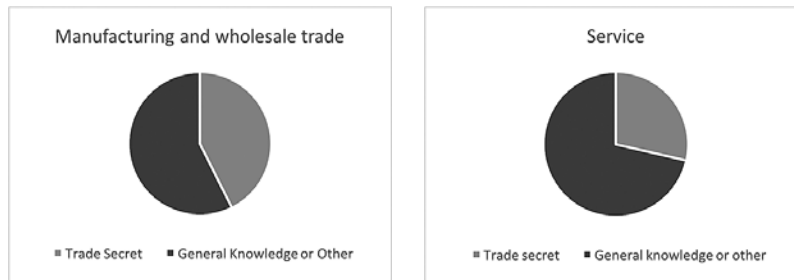 Manufacturing and wholesale trade
Trade Secret
General Knowledge or Other
Service
Trade secret
General knowledge or other